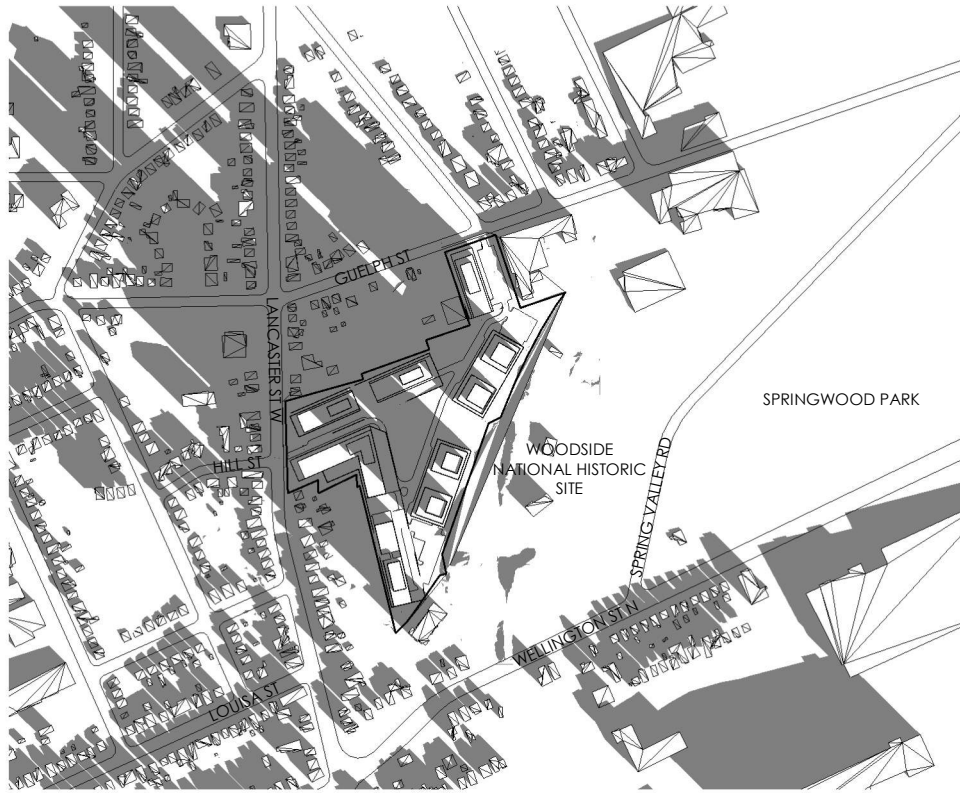 GUELPH ST
LANCASTER ST W
SPRINGWOOD PARK
WOODSIDE
NATIONAL HISTORIC
SITE
HILL ST
SPRING VALLEY RD
WELLINGTON ST N
LOUISA ST